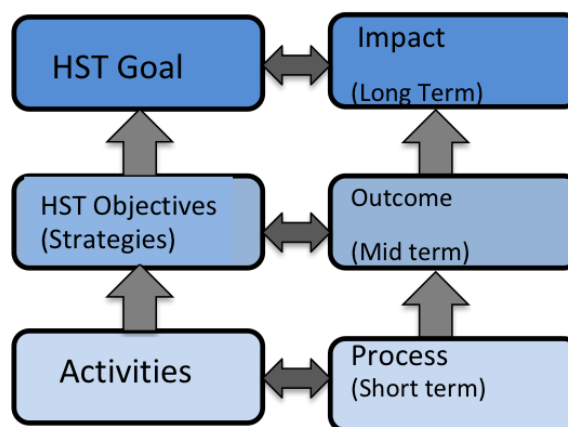 HST Goal
Impact
(Long Term)
HST Objectives
(Strategies)
Outcome
(Mid term)
Activities
Process
(Short term)